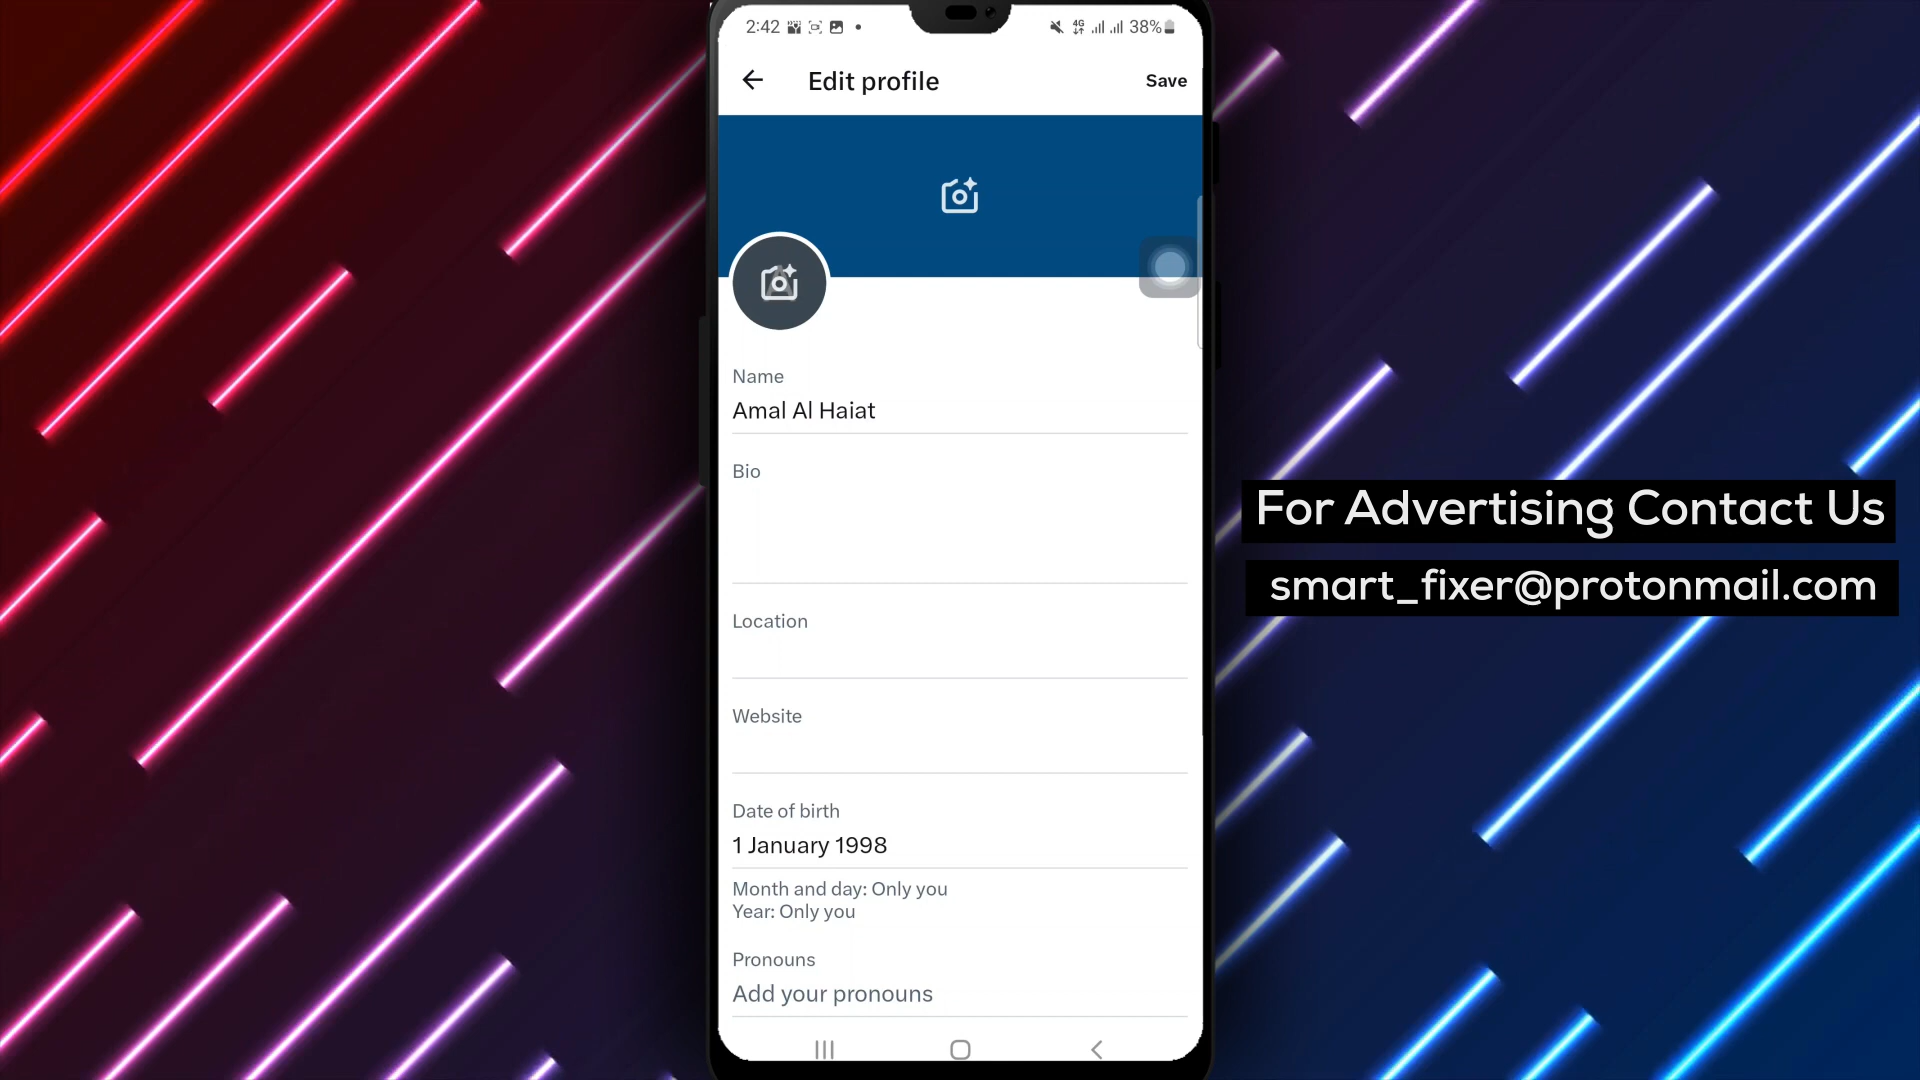 2:42
4G
38%
Edit profile
Save
Name
Amal Al Haiat
Bio
Location
Website
Date of birth
1 January 1998
Month and day: Only you
Year: Only you
Pronouns
Add your pronouns
For Advertising Contact Us
smart_fixer@protonmail.com